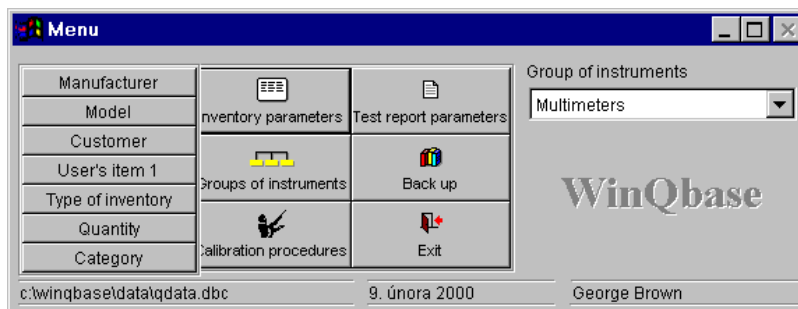 Menu
Manufacturer
Model
Customer
User's item 1
Type of inventory
Quantity
Category
nventory parameters
Test report parameters
Groups of instruments
Back up
Calibration procedures
Exit
Group of instruments
Multimeters
WinQbase
c:\winqbase\data\qdata.dbc
9. února 2000
George Brown